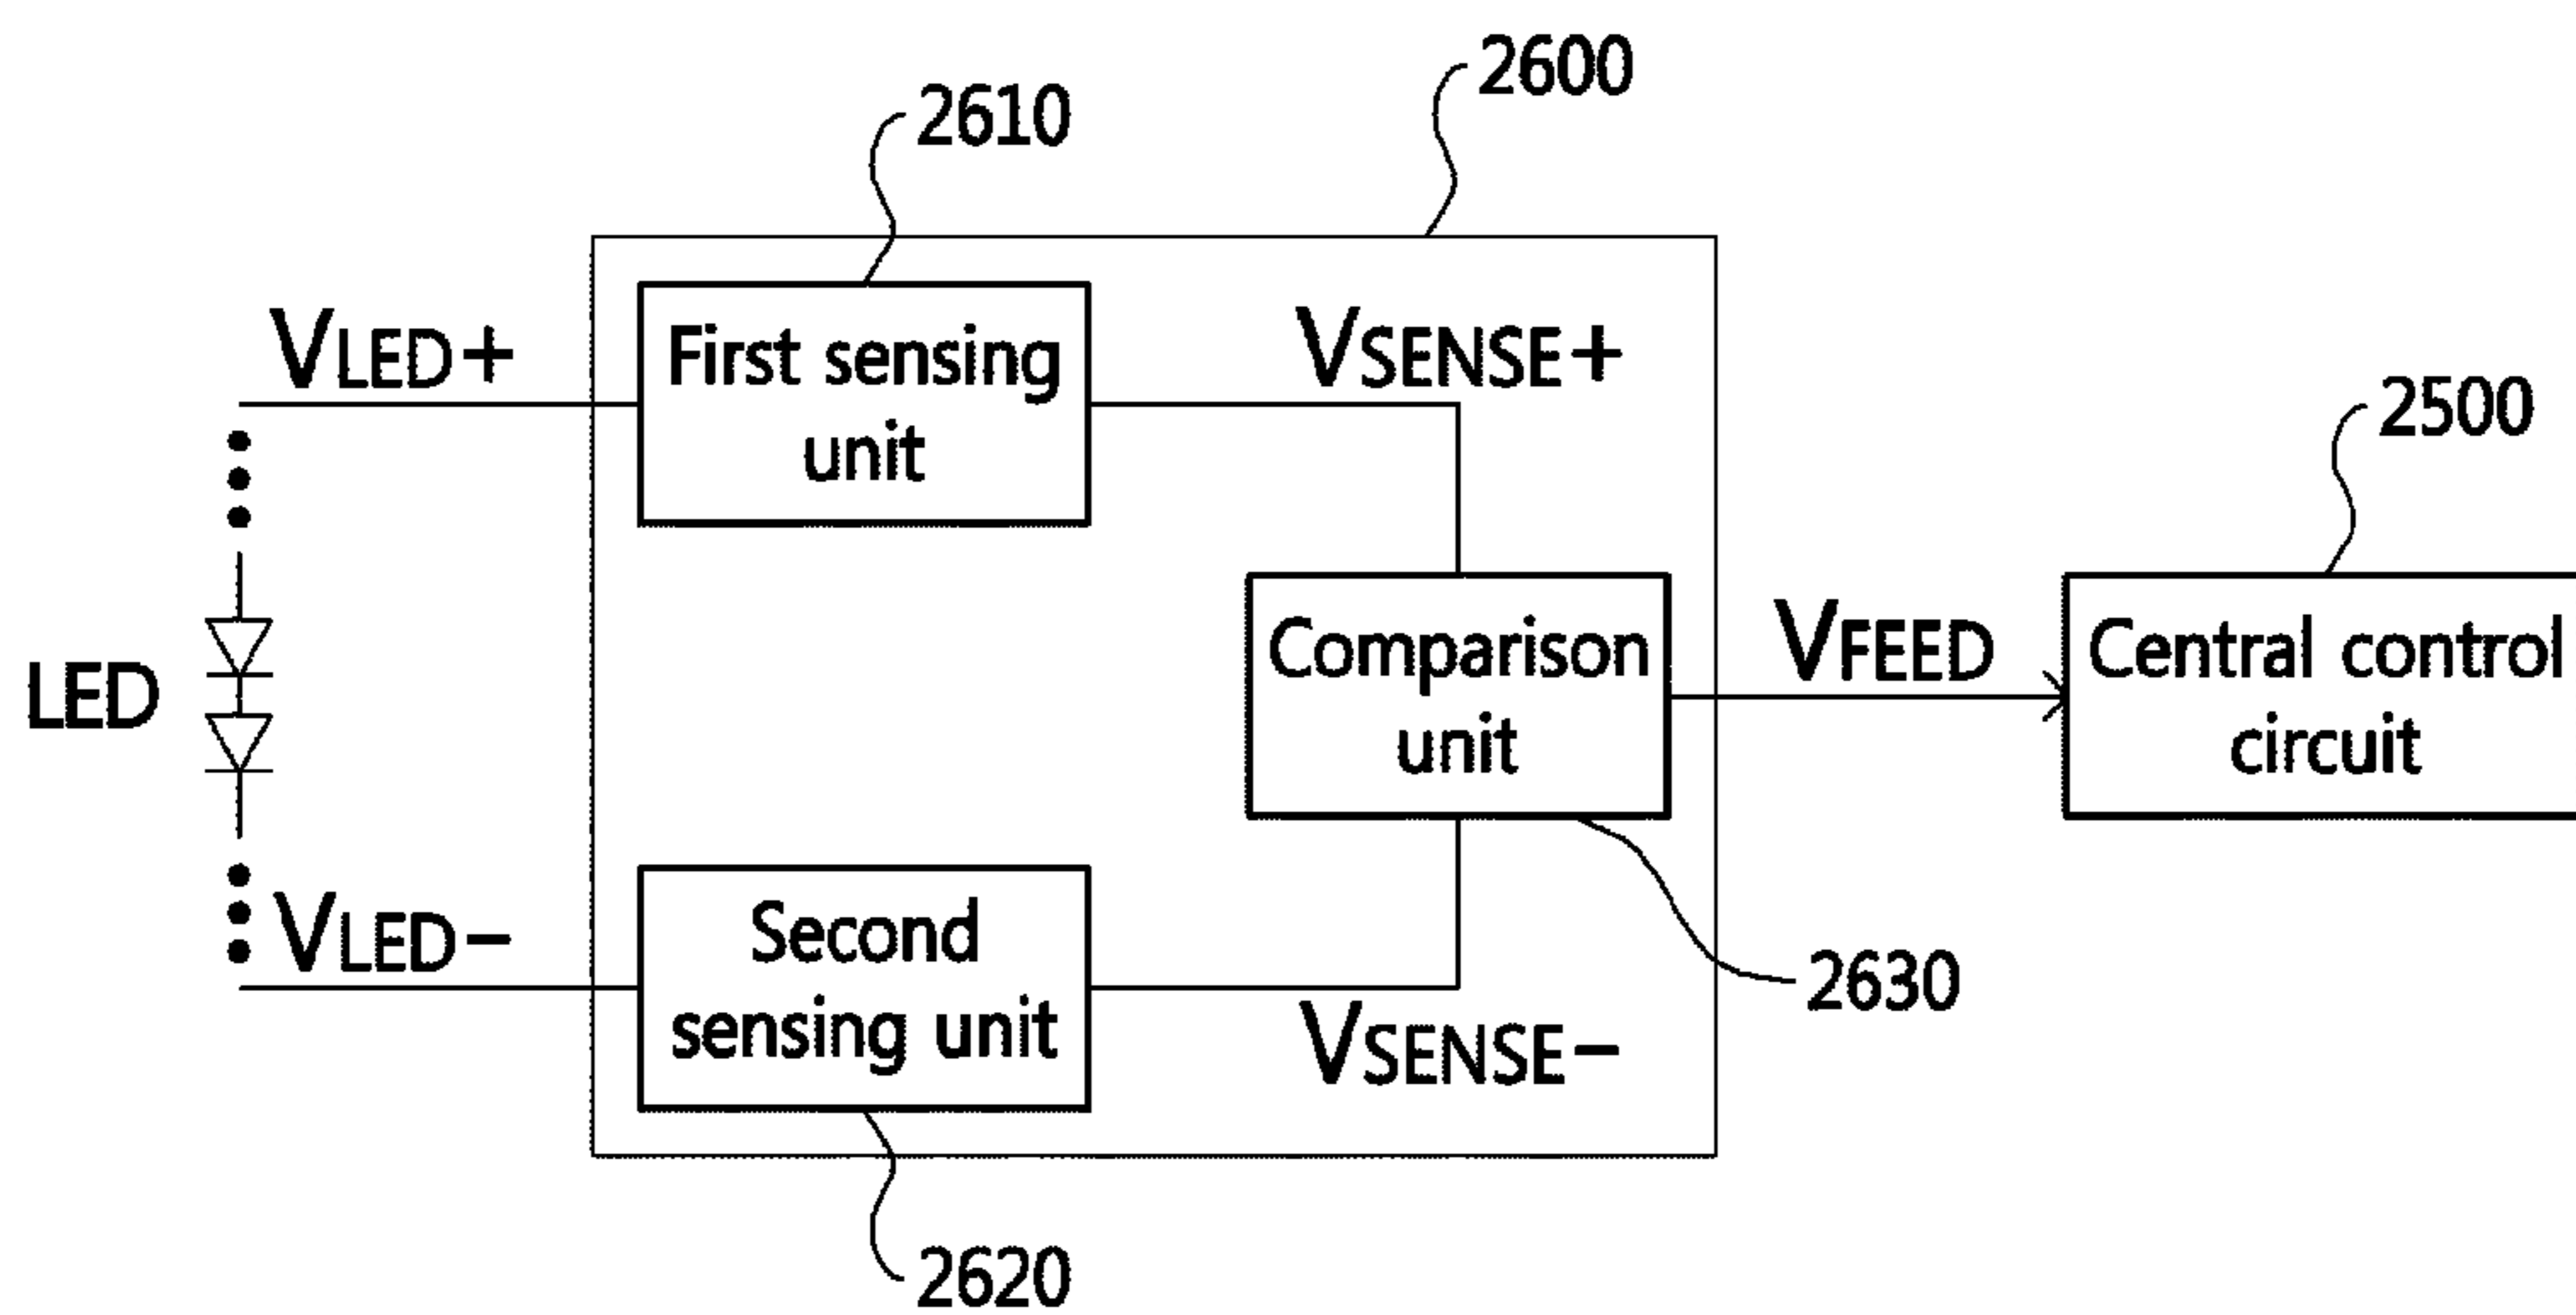 2600
2610
VLED+
First sensing
unit
VSENSE+
2500
LED
Comparison
unit
VFEED
Central control
circuit
VLED-
Second
sensing unit
VSENSE-
2630
2620